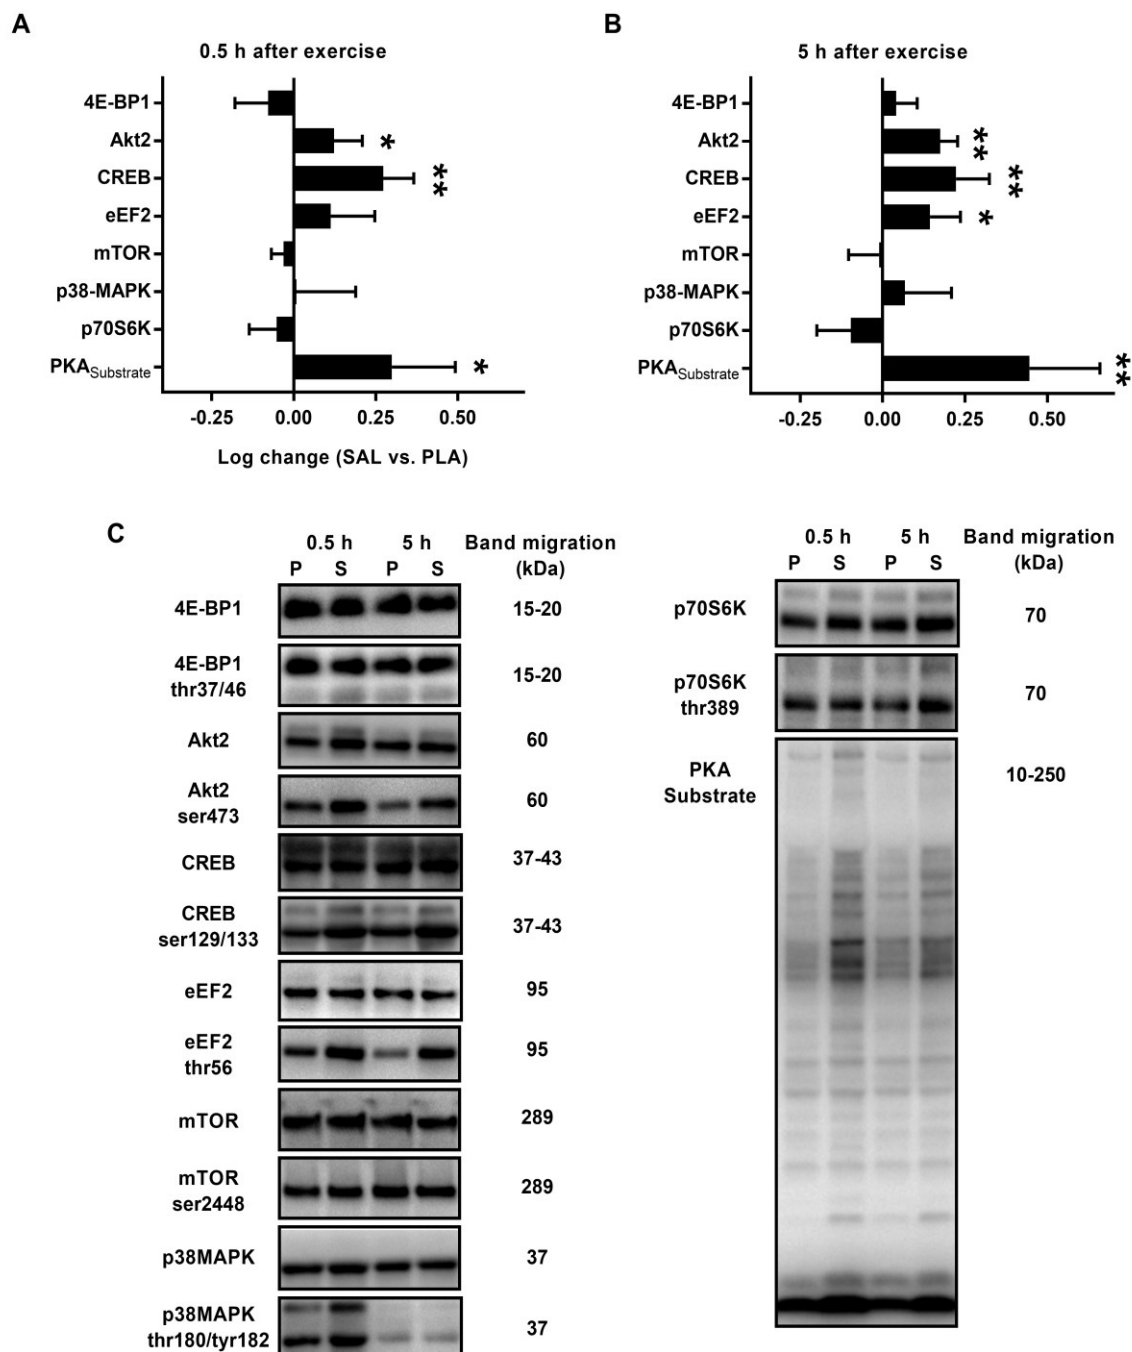 A
0.5 h after exercise
4E-BP1
Akt2
*
CREB
**
eEF2
mTOR
p38-MAPK
p70S6K
PKASubstrate
*
-0.25 0.00 0.25 0.50
Log change (SAL vs. PLA)
B
5 h after exercise
4E-BP1
Akt2
**
CREB
**
eEF2
*
mTOR
p38-MAPK
p70S6K
PKASubstrate
**
-0.25 0.00 0.25 0.50
C
0.5 h 5 h Band migration
P S P S (kDa)
4E-BP1 15-20
4E-BP1
thr37/46
15-20
Akt2 60
Akt2
ser473
60
CREB 37-43
CREB
ser129/133
37-43
eEF2 95
eEF2
thr56
95
mTOR 289
mTOR
ser2448
289
p38MAPK 37
p38MAPK
thr180/tyr182
37
0.5 h 5 h Band migration
P S P S (kDa)
p70S6K 70
p70S6K
thr389
70
PKA
Substrate
10-250